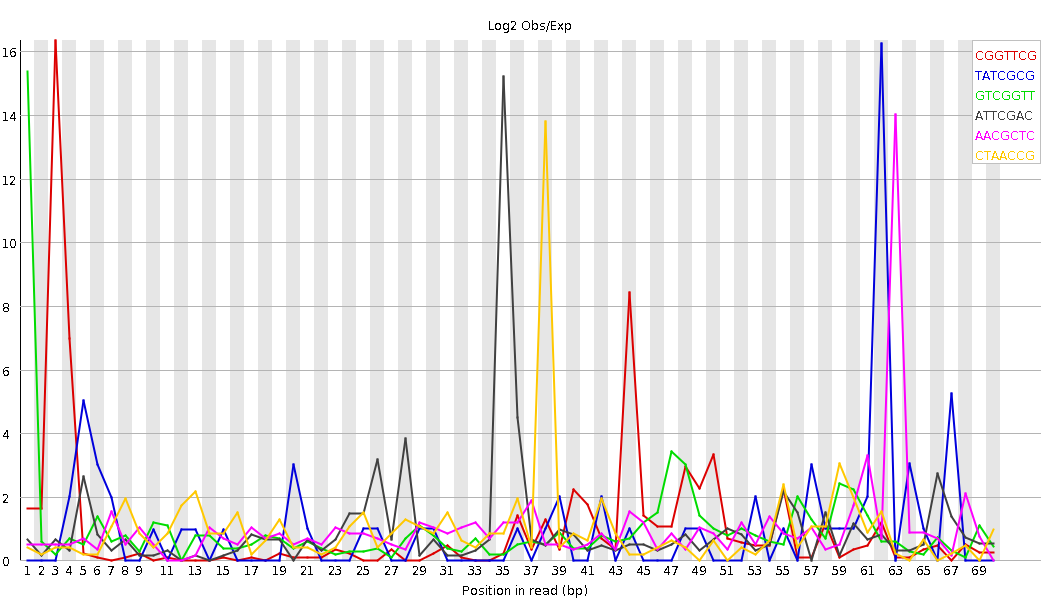 Log2 Obs/Exp
16
14
12
10
8
6
4
2
0
CGGTTCG
TATCGCG
GTCGGTT
ATTCGAC
AACGCTC
CTAACCG
1 2 3 4 5 6 7 8 9 11 13 15 17 19 21 23 25 27 29 31 33 35 37 39 41 43 45 47 49 51 53 55 57 59 61 63 65 67 69
Position in read (bp)